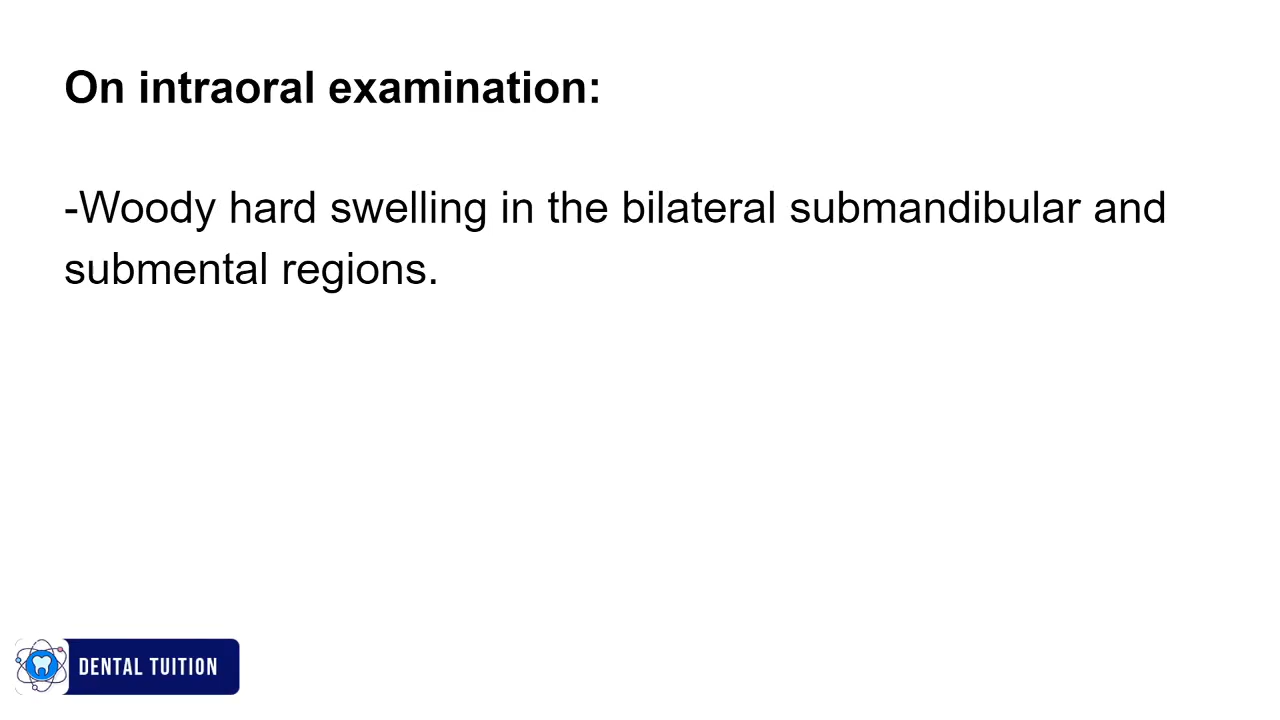 On intraoral examination:
-Woody hard swelling in the bilateral submandibular and
submental regions.
DENTAL TUITION